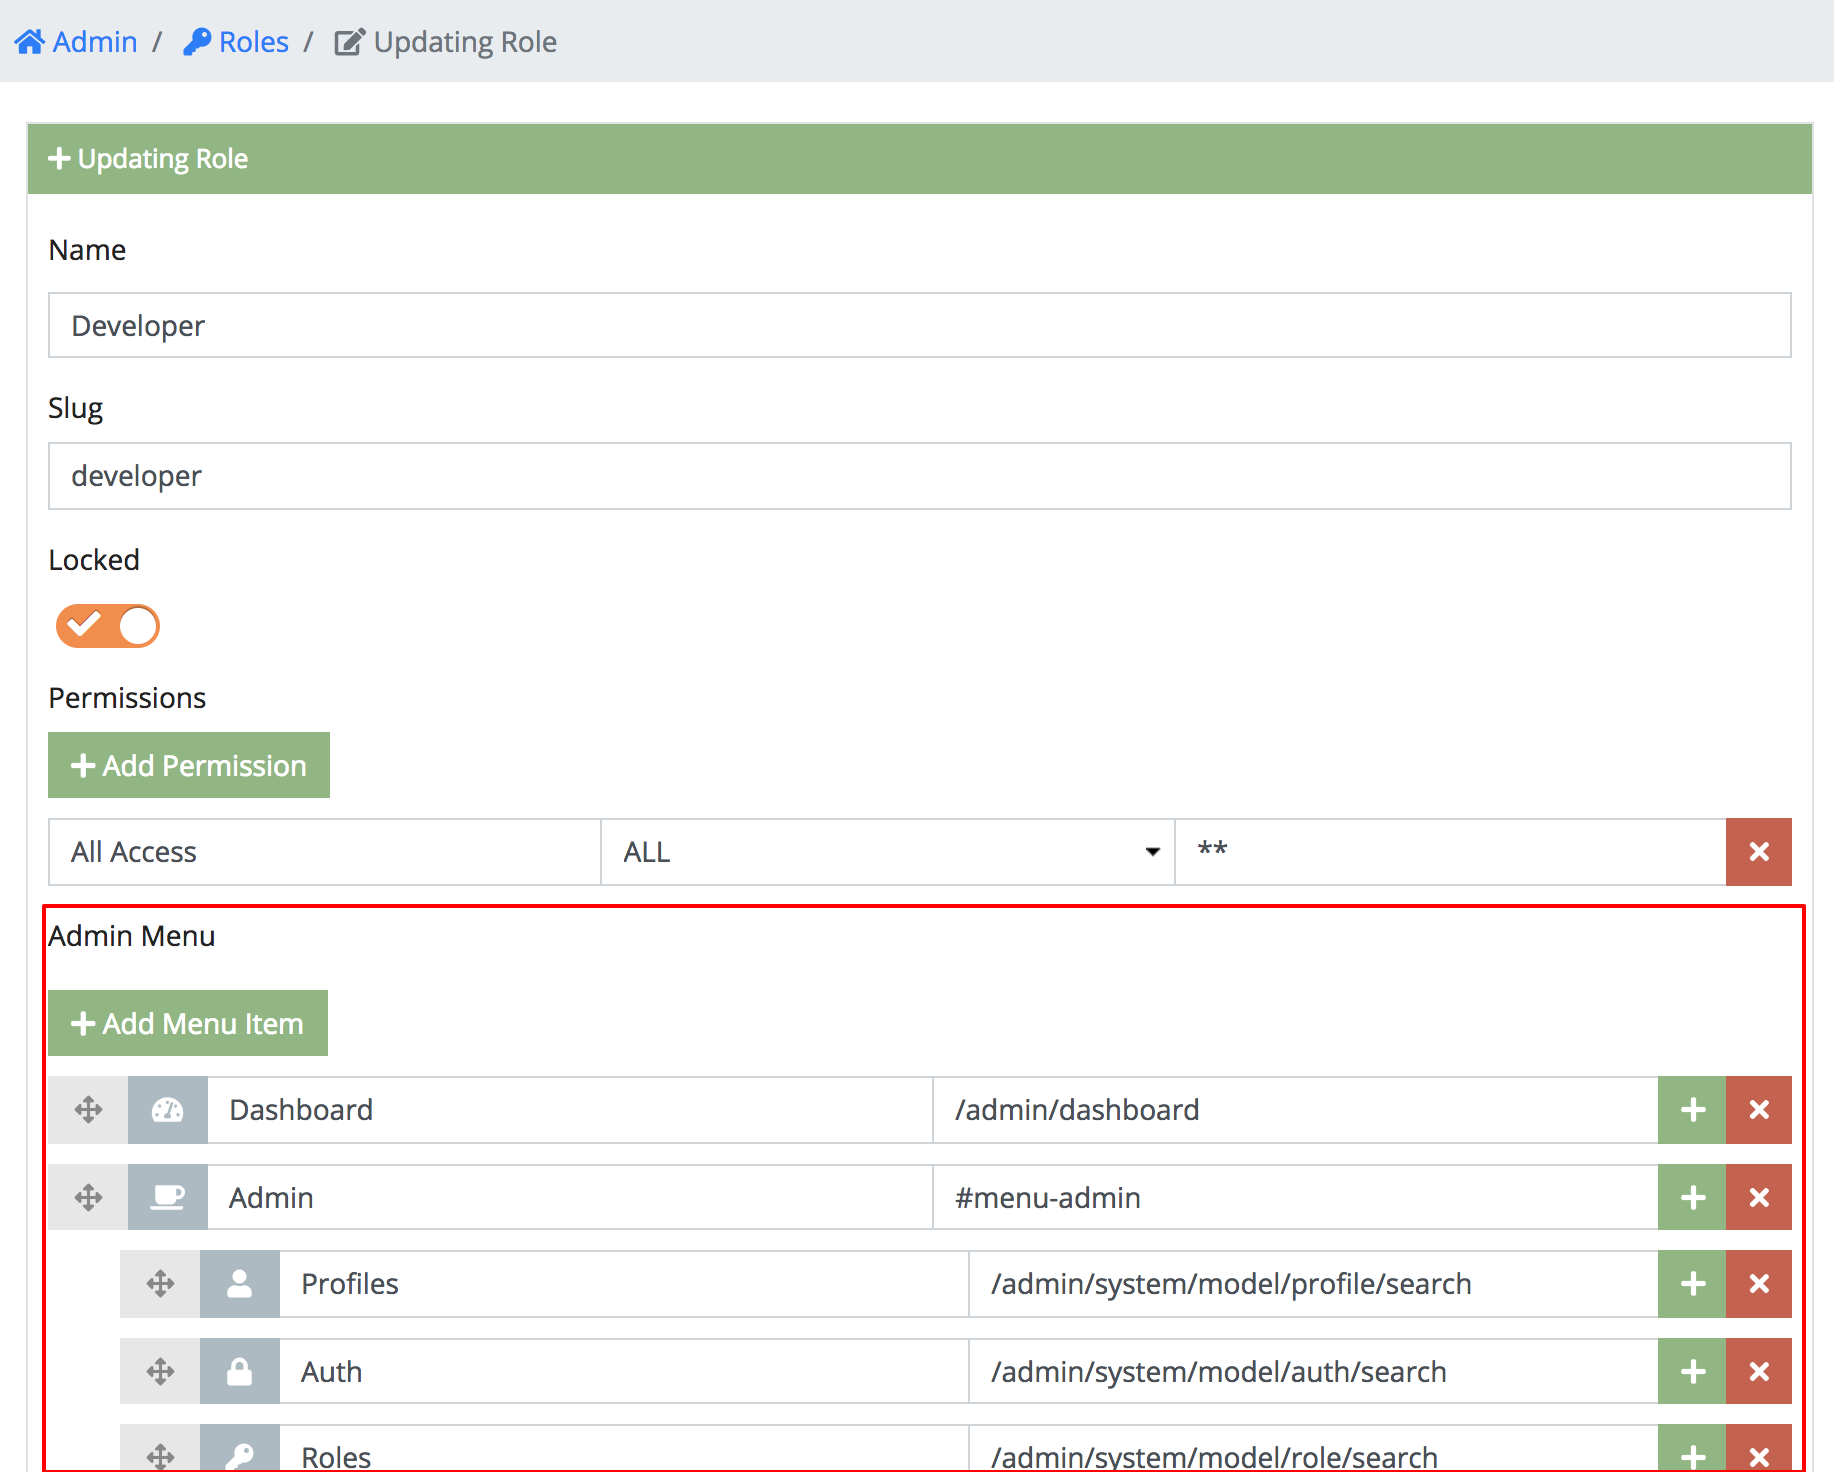 Admin / Roles / Updating Role
Updating Role
Name
Developer
Slug
developer
Locked
Permissions
Add Permission
All Access ALL **
Admin Menu
Add Menu Item
Dashboard /admin/dashboard
Admin #menu-admin
Profiles /admin/system/model/profile/search
Auth /admin/system/model/auth/search
Roles /admin/system/model/role/search